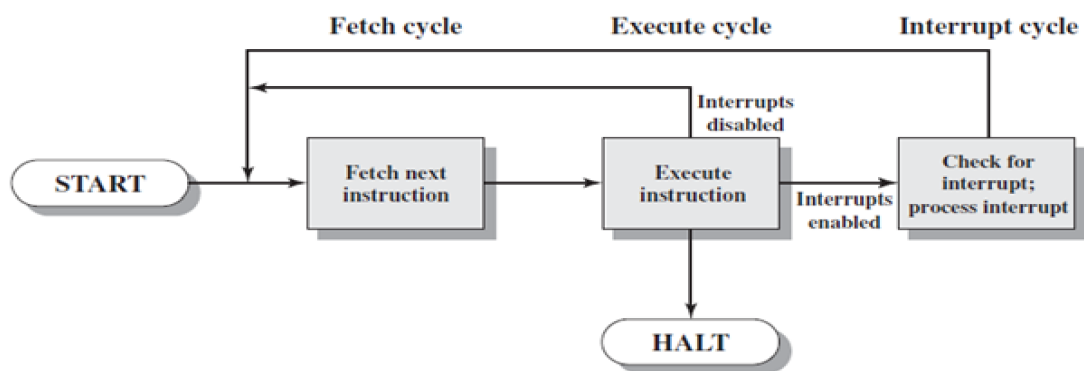 Fetch cycle
Execute cycle
Interrupt cycle
START
Fetch next
instruction
Execute
instruction
Interrupts
disabled
Interrupts
enabled
Check for
interrupt;
process interrupt
HALT